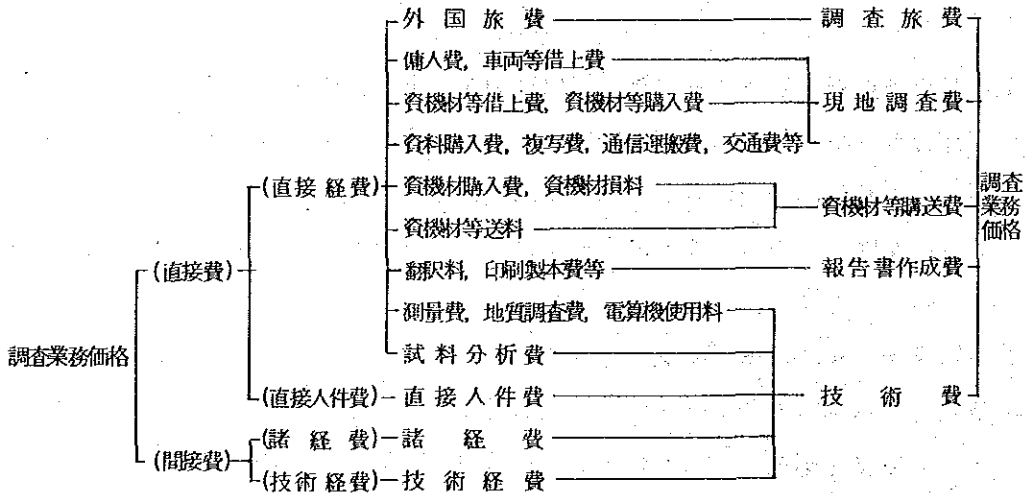 外国旅費 調査旅費
傭人費，車両等借上費
資機材等借上費，資機材等購入費 現地調査費
資料購入費，複写費，通信運搬費，交通費等
(直接経費) 資機材購入費，資機材損料
資機材等購送費
調査業務価格
資機材等送料
(直接費) 翻訳料，印刷製本費等 報告書作成費
測量費，地質調査費，電算機使用料
試料分析費
調査業務価格
(直接人件費) 直接人件費 技術費
(諸経費) 諸経費
(間接費)
(技術経費) 技術経費